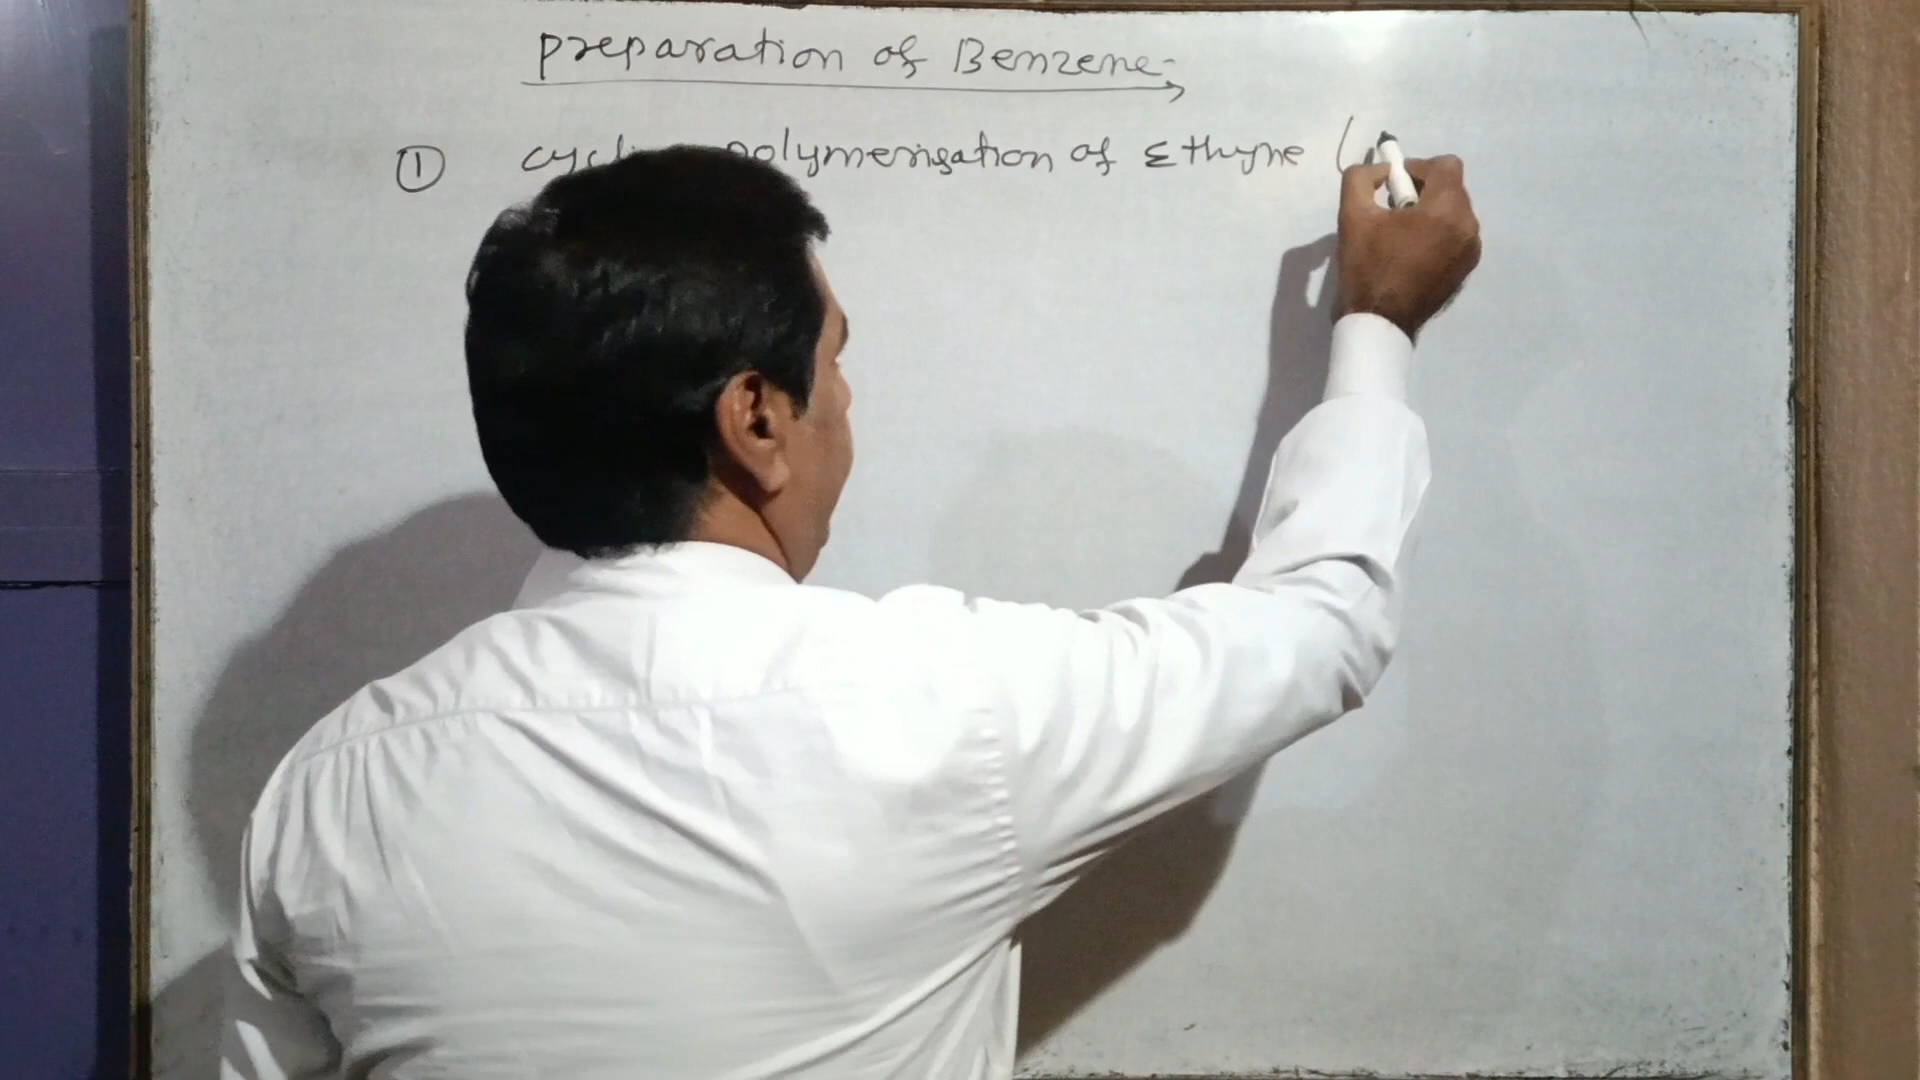 preparation of Benzene-
① polymerisation of Ethyne (